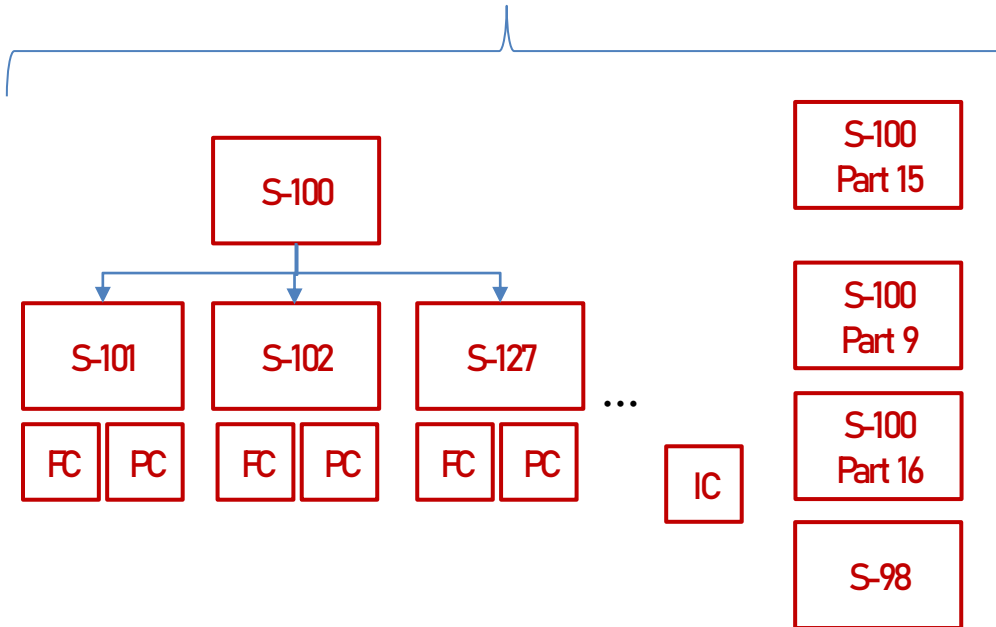 S-100
S-101
S-102
S-127
...
FC
PC
FC
PC
FC
PC
IC
S-100
Part 15
S-100
Part 9
S-100
Part 16
S-98